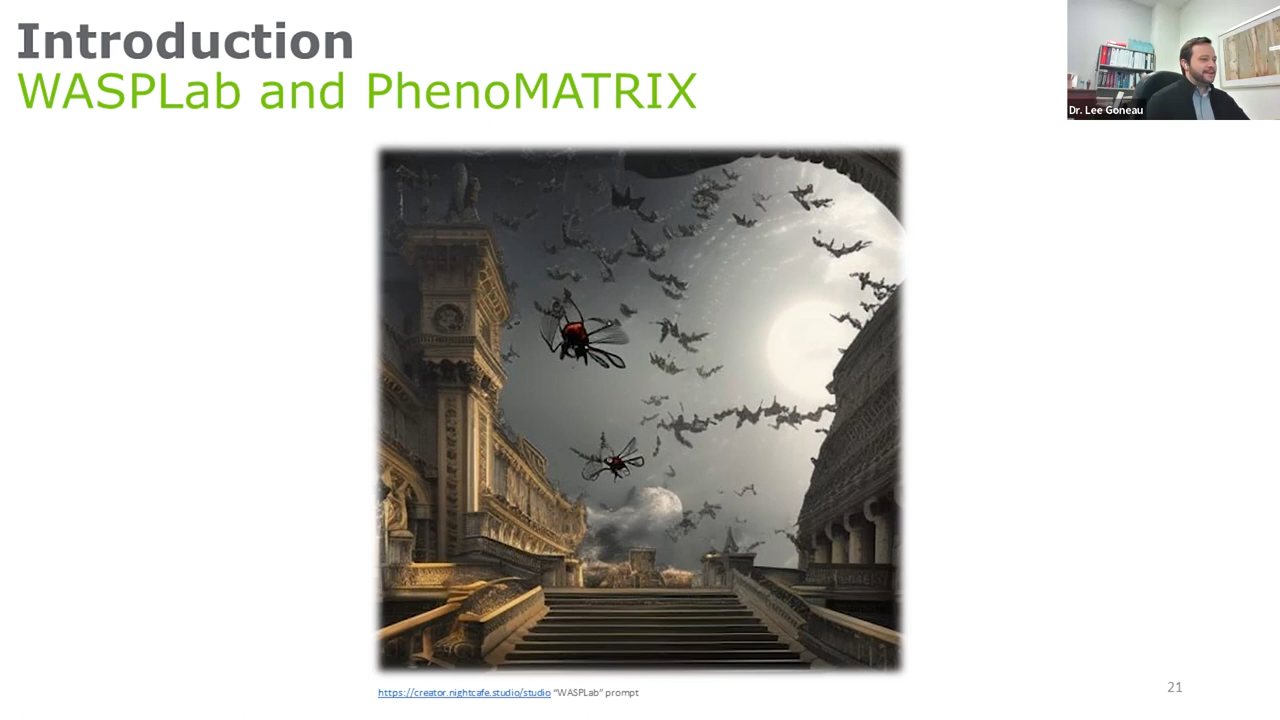 Introduction
WASPLab and PhenoMATRIX
Dr. Lee Goneau
https://creator.nightcafe.studio/studio "WASPLab" prompt
21